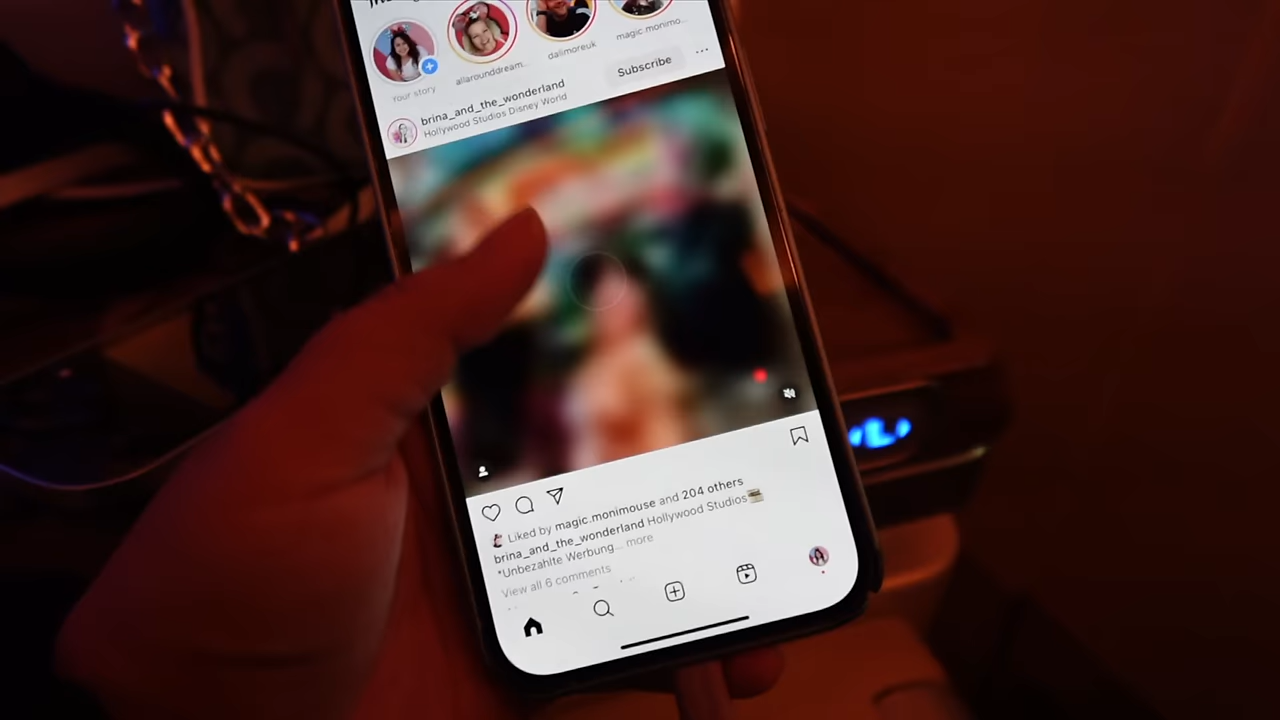 Your story
allarounddream...
dalimoreuk
magic.monimo...
brina_and_the_wonderland
Hollywood Studios Disney World
Subscribe
Liked by magic.monimouse and 204 others
brina_and_the_wonderland Hollywood Studios
*Unbezahlte Werbung... more
View all 6 comments